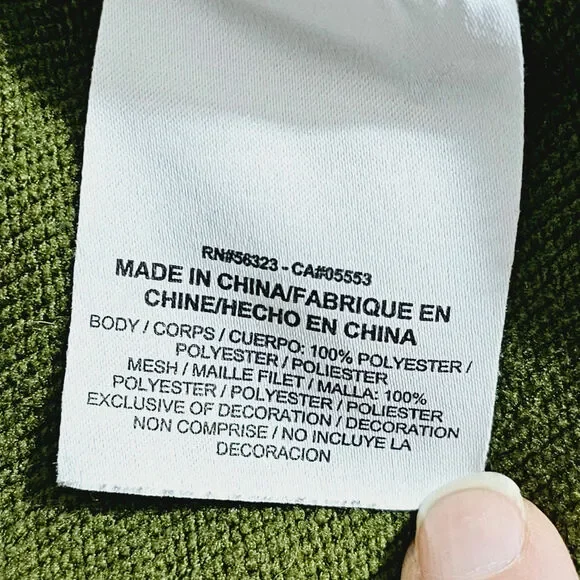 RN#56323 - CA#05553
MADE IN CHINA/FABRIQUE EN
CHINE/HECHO EN CHINA
BODY / CORPS / CUERPO: 100% POLYESTER /
POLYESTER / POLIESTER
MESH / MAILLE FILET / MALLA: 100%
POLYESTER / POLYESTER / POLIESTER
EXCLUSIVE OF DECORATION / DECORATION
NON COMPRISE / NO INCLUYE LA
DECORACION